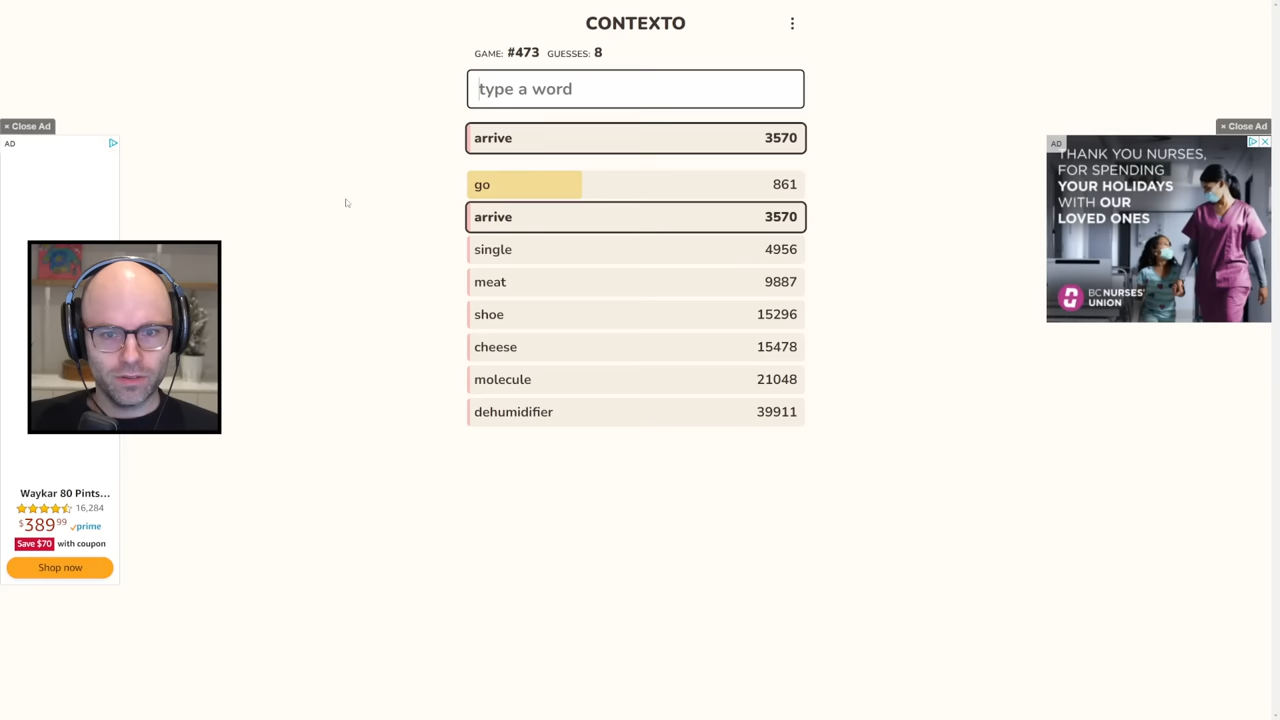 CONTEXTO
GAME: #473 GUESSES: 8
type a word
arrive 3570
go 861
arrive 3570
single 4956
meat 9887
shoe 15296
cheese 15478
molecule 21048
dehumidifier 39911
× Close Ad
AD
Waykar 80 Pints...
16,284
$389.99 prime
Save $70 with coupon
Shop now
× Close Ad
AD
THANK YOU NURSES,
FOR SPENDING
YOUR HOLIDAYS
WITH OUR
LOVED ONES
BC NURSES'
UNION